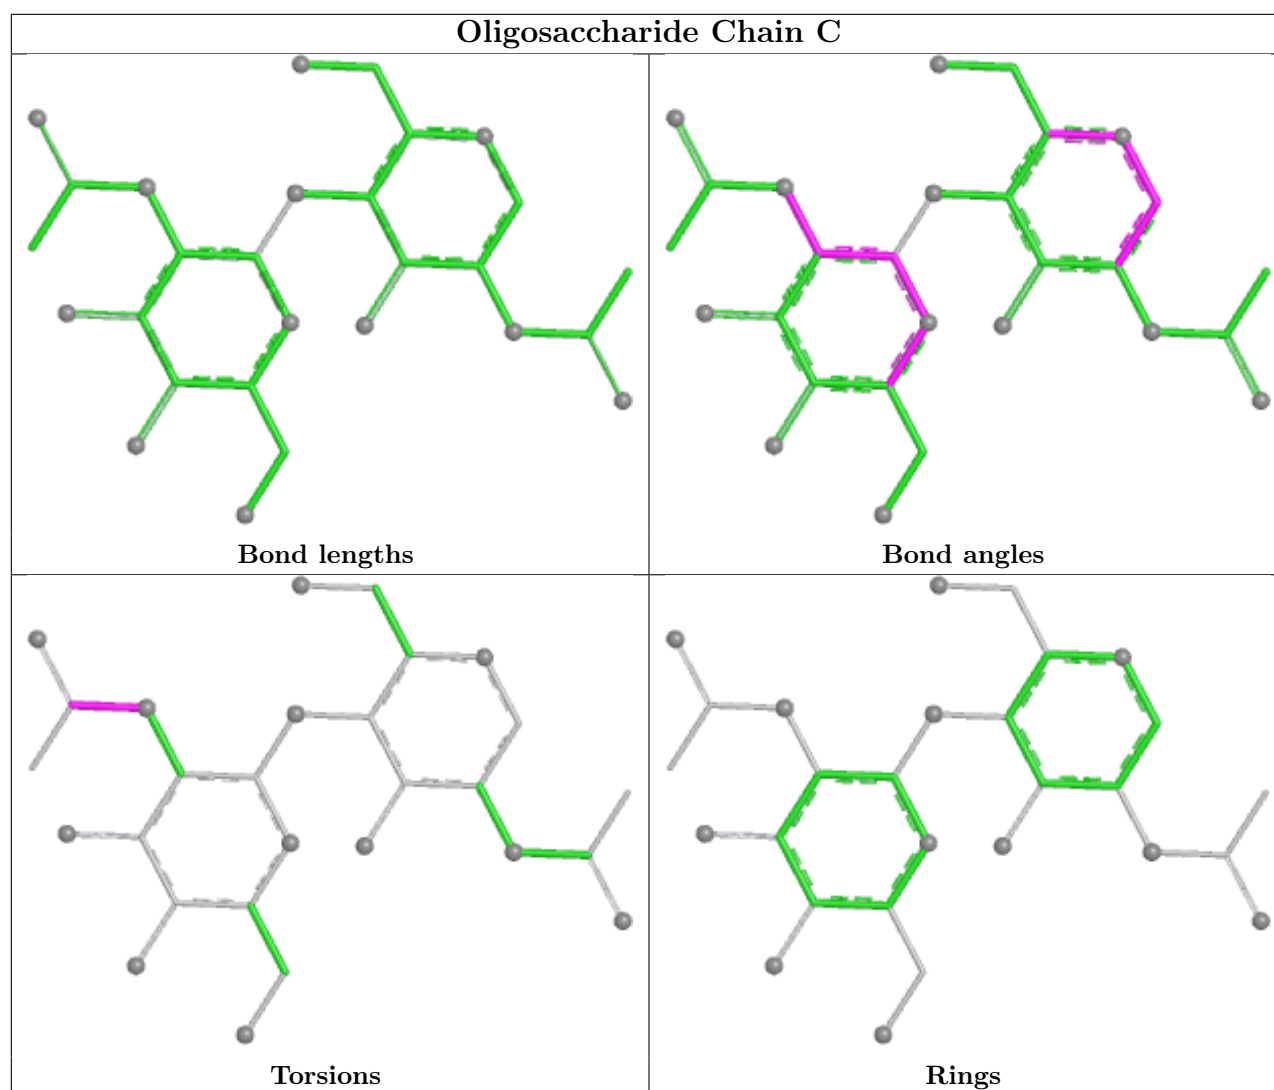 Oligosaccharide Chain C
Bond lengths
Bond angles
Torsions
Rings